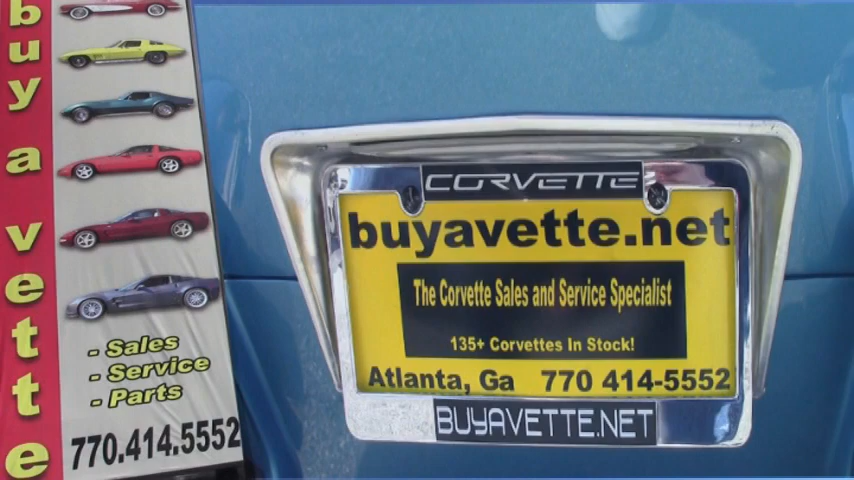 buy a vette
- Sales
- Service
- Parts
770.414.5552
CORVETTE
buyavette.net
The Corvette Sales and Service Specialist
135+ Corvettes In Stock!
Atlanta, Ga 770 414-5552
BUYAVETTE.NET